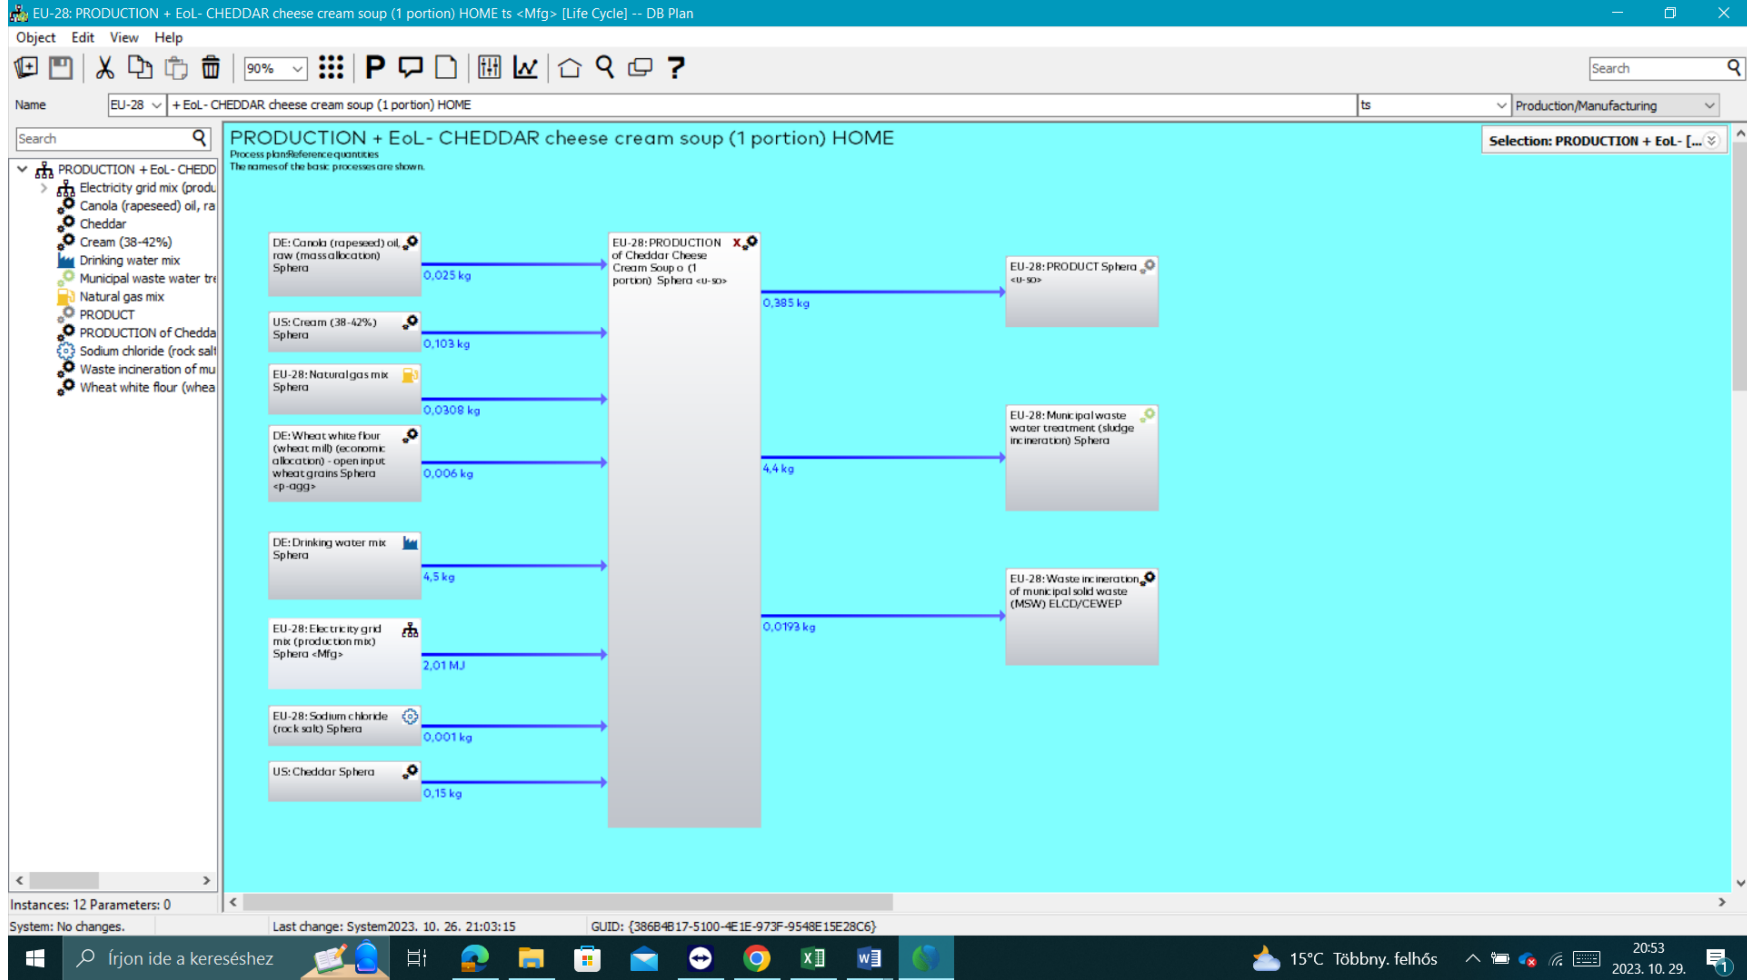 EU-28: PRODUCTION + EoL- CHEDDAR cheese cream soup (1 portion) HOME ts <Mfg> [Life Cycle] -- DB Plan
Object Edit View Help
90%
Search
Name EU-28 + EoL- CHEDDAR cheese cream soup (1 portion) HOME ts Production/Manufacturing
Search
PRODUCTION + EoL- CHEDD
Electricity grid mix (produ
Canola (rapeseed) oil, ra
Cheddar
Cream (38-42%)
Drinking water mix
Municipal waste water tre
Natural gas mix
PRODUCT
PRODUCTION of Chedda
Sodium chloride (rock salt
Waste incineration of mu
Wheat white flour (whea
Instances: 12 Parameters: 0
PRODUCTION + EoL- CHEDDAR cheese cream soup (1 portion) HOME
Process plan:Reference quantities
The names of the basic processes are shown.
Selection: PRODUCTION + EoL- [...
DE: Canola (rapeseed) oil,
raw (mass allocation)
Sphera
0,025 kg
US: Cream (38-42%)
Sphera
0,103 kg
EU-28: Natural gas mix
Sphera
0,0308 kg
DE: Wheat white flour
(wheat mill) (economic
allocation) - open input
wheat grains Sphera
<p-agg>
0,006 kg
DE: Drinking water mix
Sphera
4,5 kg
EU-28: Electricity grid
mix (production mix)
Sphera <Mfg>
2,01 MJ
EU-28: Sodium chloride
(rock salt) Sphera
0,001 kg
US: Cheddar Sphera
0,15 kg
EU-28: PRODUCTION X
of Cheddar Cheese
Cream Soup o (1
portion) Sphera <u-so>
0,385 kg
4,4 kg
0,0193 kg
EU-28: PRODUCT Sphera
<u-so>
EU-28: Municipal waste
water treatment (sludge
incineration) Sphera
EU-28: Waste incineration
of municipal solid waste
(MSW) ELCD/CEWEP
System: No changes. Last change: System2023. 10. 26. 21:03:15 GUID: {386B4B17-5100-4E1E-973F-9548E15E28C6}
Írjon ide a kereséshez
15°C Többny. felhős
20:53
2023. 10. 29.
1